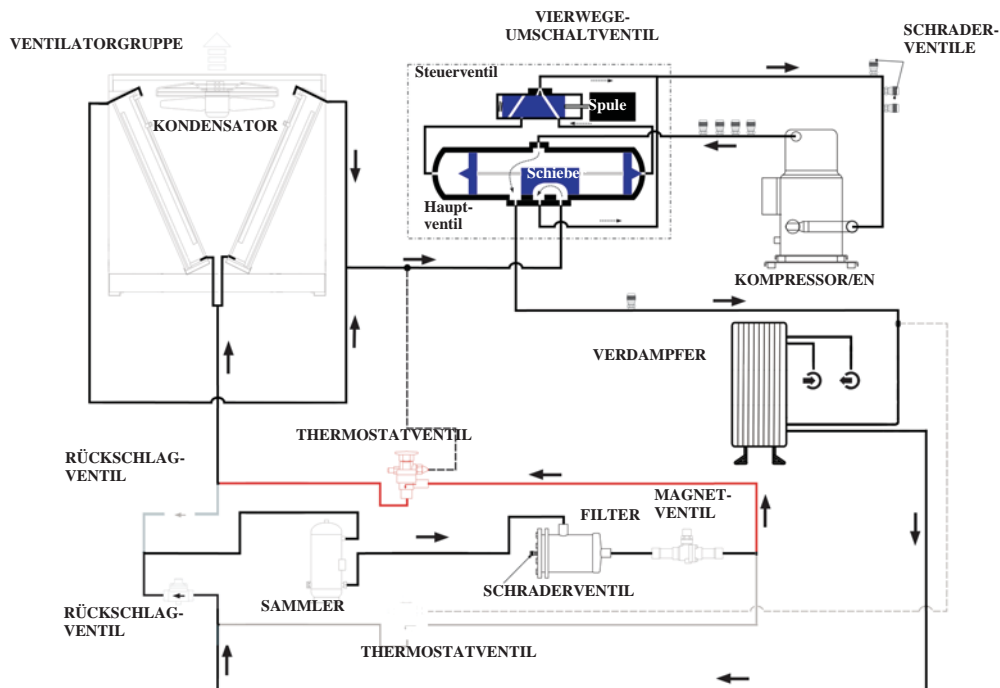 VIERWEGE-
UMSCHALTVENTIL
SCHRADER-
VENTILE
VENTILATORGRUPPE
Steuerventil
Spule
KONDENSATOR
Schiebe
Haupt-
ventil
KOMPRESSOR/EN
VERDAMPFER
THERMOSTATVENTIL
RÜCKSCHLAG-
VENTIL
MAGNET-
VENTIL
FILTER
SCHRADERVENTIL
SAMMLER
RÜCKSCHLAG-
VENTIL
THERMOSTATVENTIL